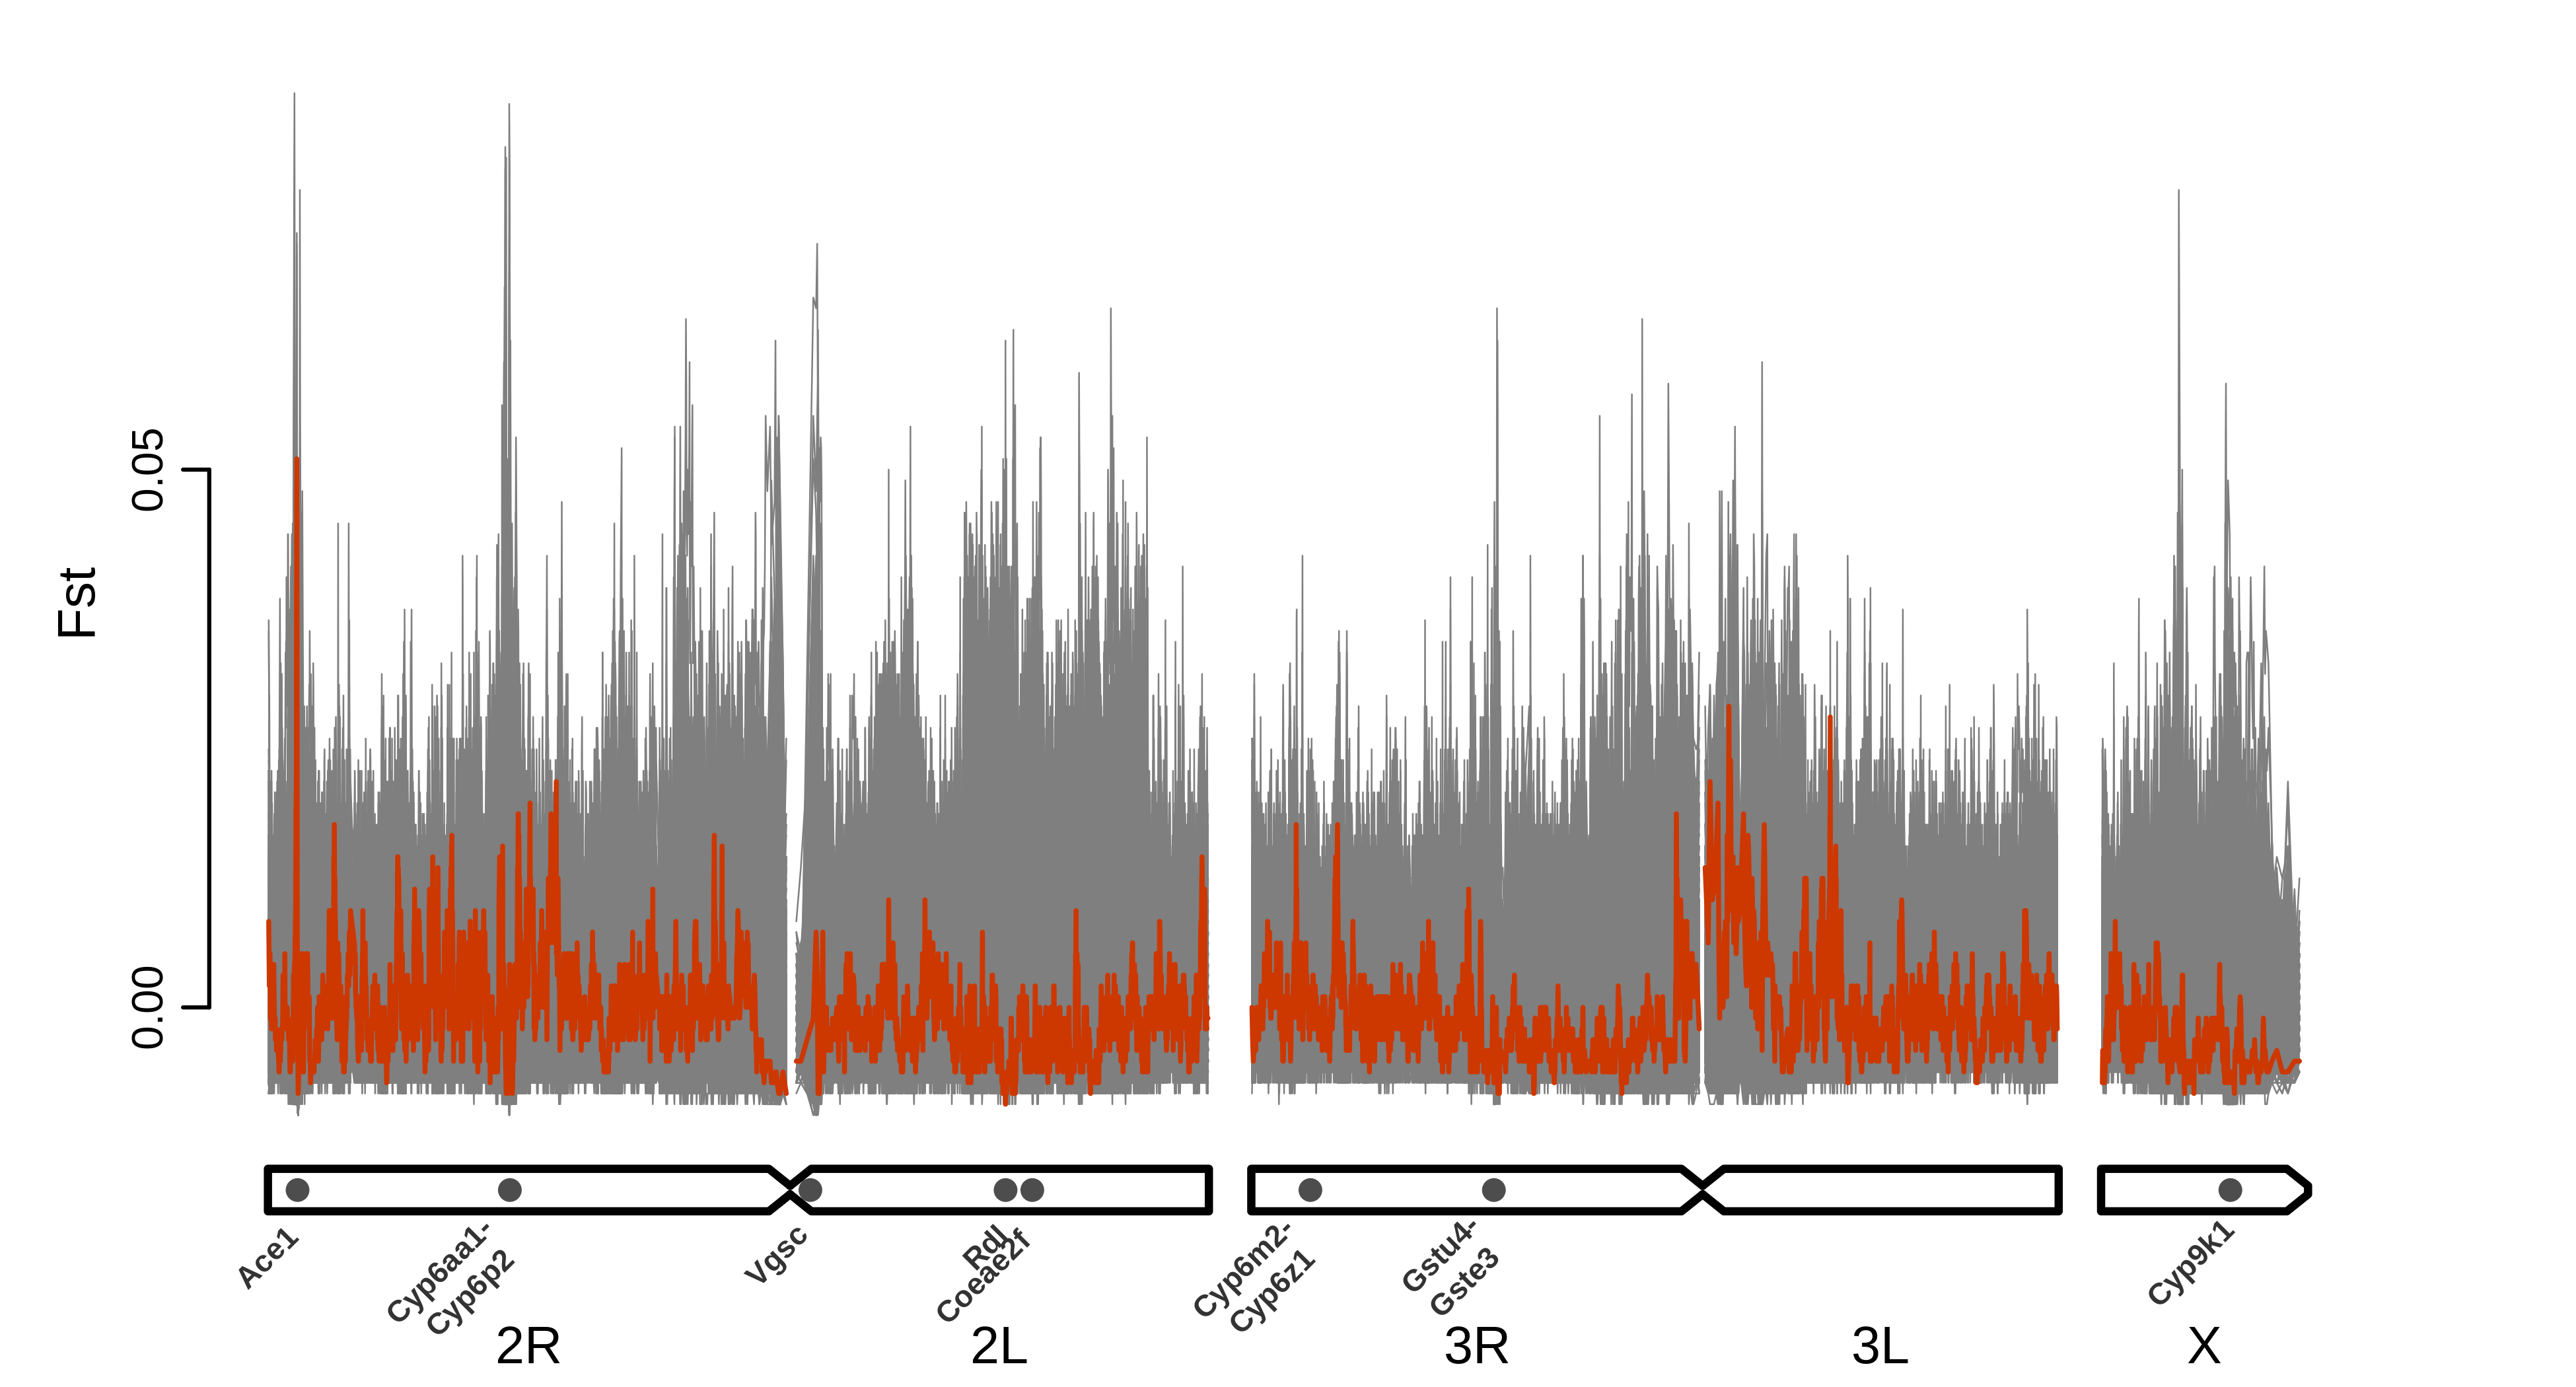 Fst
0.05
0.00
Ace1
Cyp6aa1-
Cyp6p2
Vgsc
Rdl
Coeae2f
Cyp6m2-
Cyp6z1
Gstu4-
Gste3
Cyp9k1
2R
2L
3R
3L
X